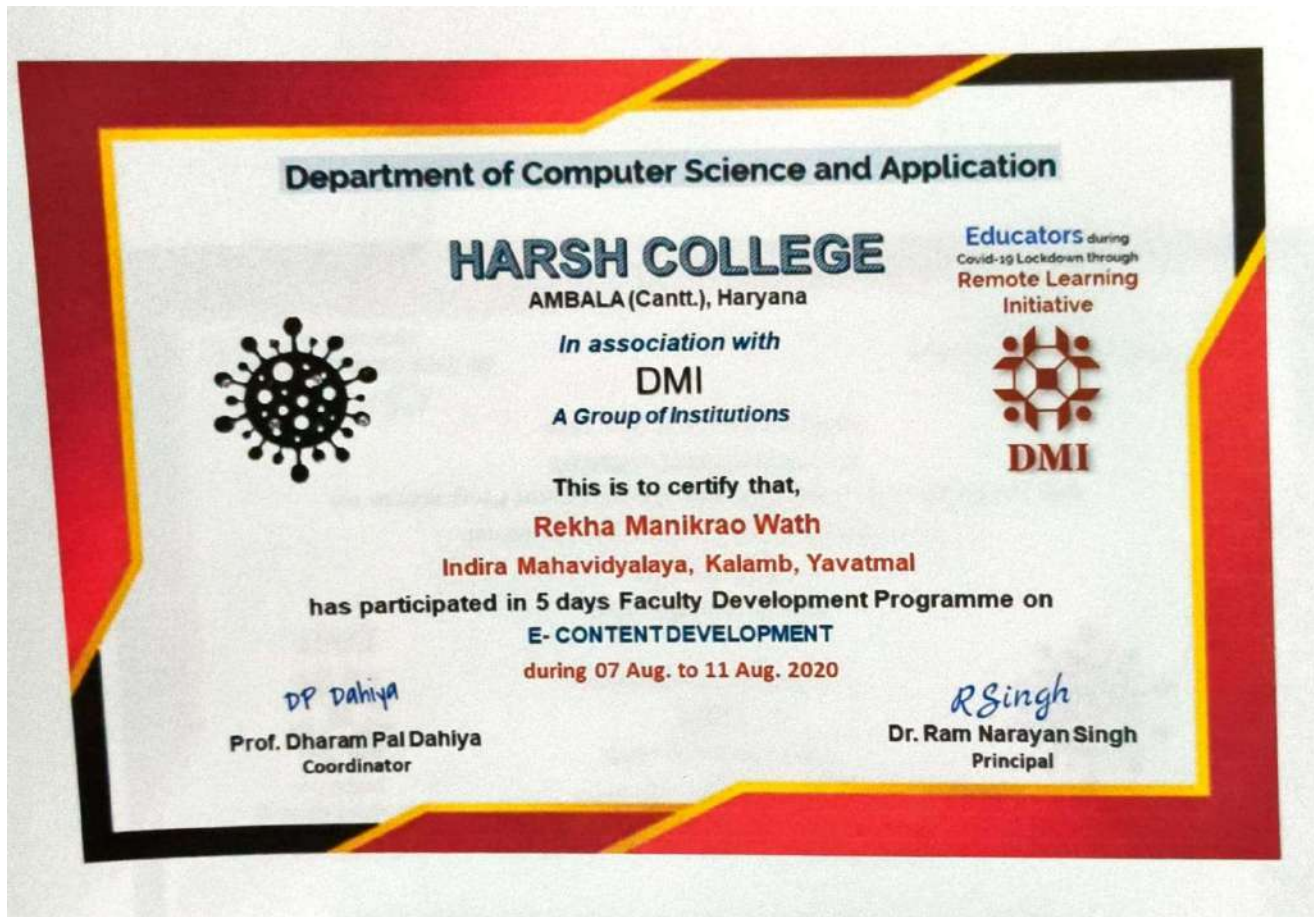 Department of Computer Science and Application
HARSH COLLEGE
AMBALA (Cantt.), Haryana
Educators during
Covid-19 Lockdown through
Remote Learning
Initiative
In association with
DMI
A Group of Institutions
DMI
This is to certify that,
Rekha Manikrao Wath
Indira Mahavidyalaya, Kalamb, Yavatmal
has participated in 5 days Faculty Development Programme on
E- CONTENT DEVELOPMENT
during 07 Aug. to 11 Aug. 2020
DP Dahiya
Prof. Dharam Pal Dahiya
Coordinator
R Singh
Dr. Ram Narayan Singh
Principal